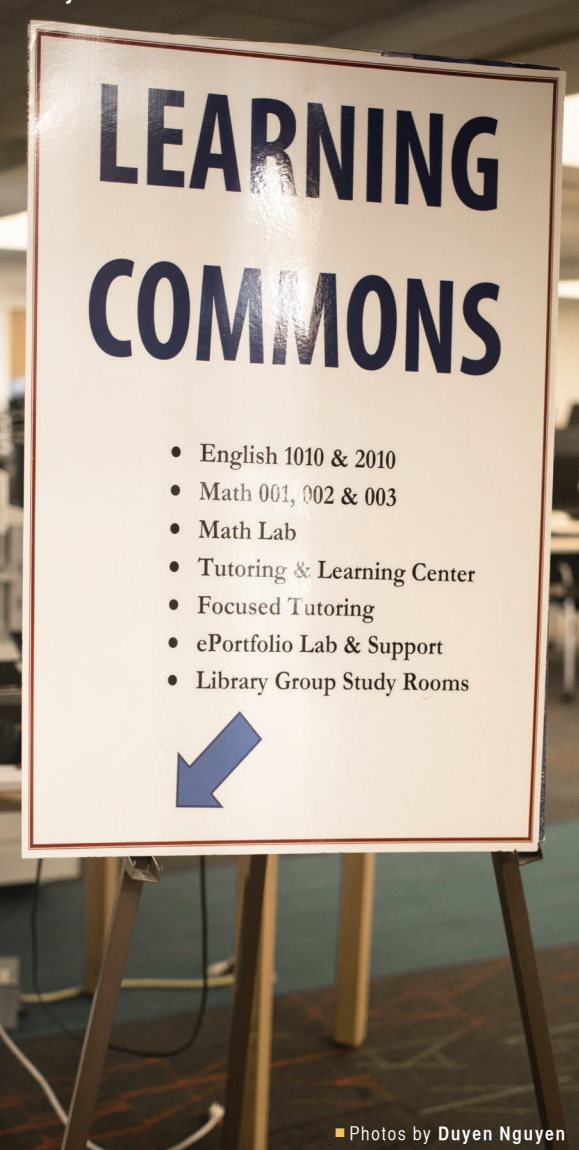 LEARNING
COMMONS
• English 1010 & 2010
• Math 001, 002 & 003
• Math Lab
• Tutoring & Learning Center
• Focused Tutoring
• ePortfolio Lab & Support
• Library Group Study Rooms
Photos by Duyen Nguyen